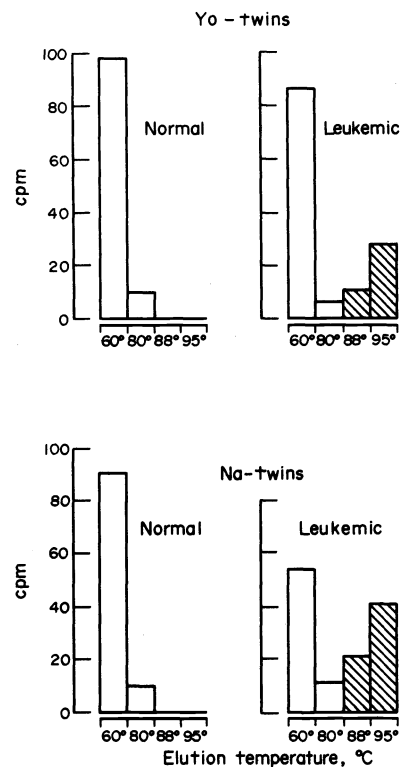 Yo - twins
100
80
60
40
20
0
cpm
Normal
Leukemic
60° 80° 88° 95°
60° 80° 88° 95°
Na-twins
100
80
60
40
20
0
cpm
Normal
Leukemic
60° 80° 88° 95°
60° 80° 88° 95°
Elution temperature, °C